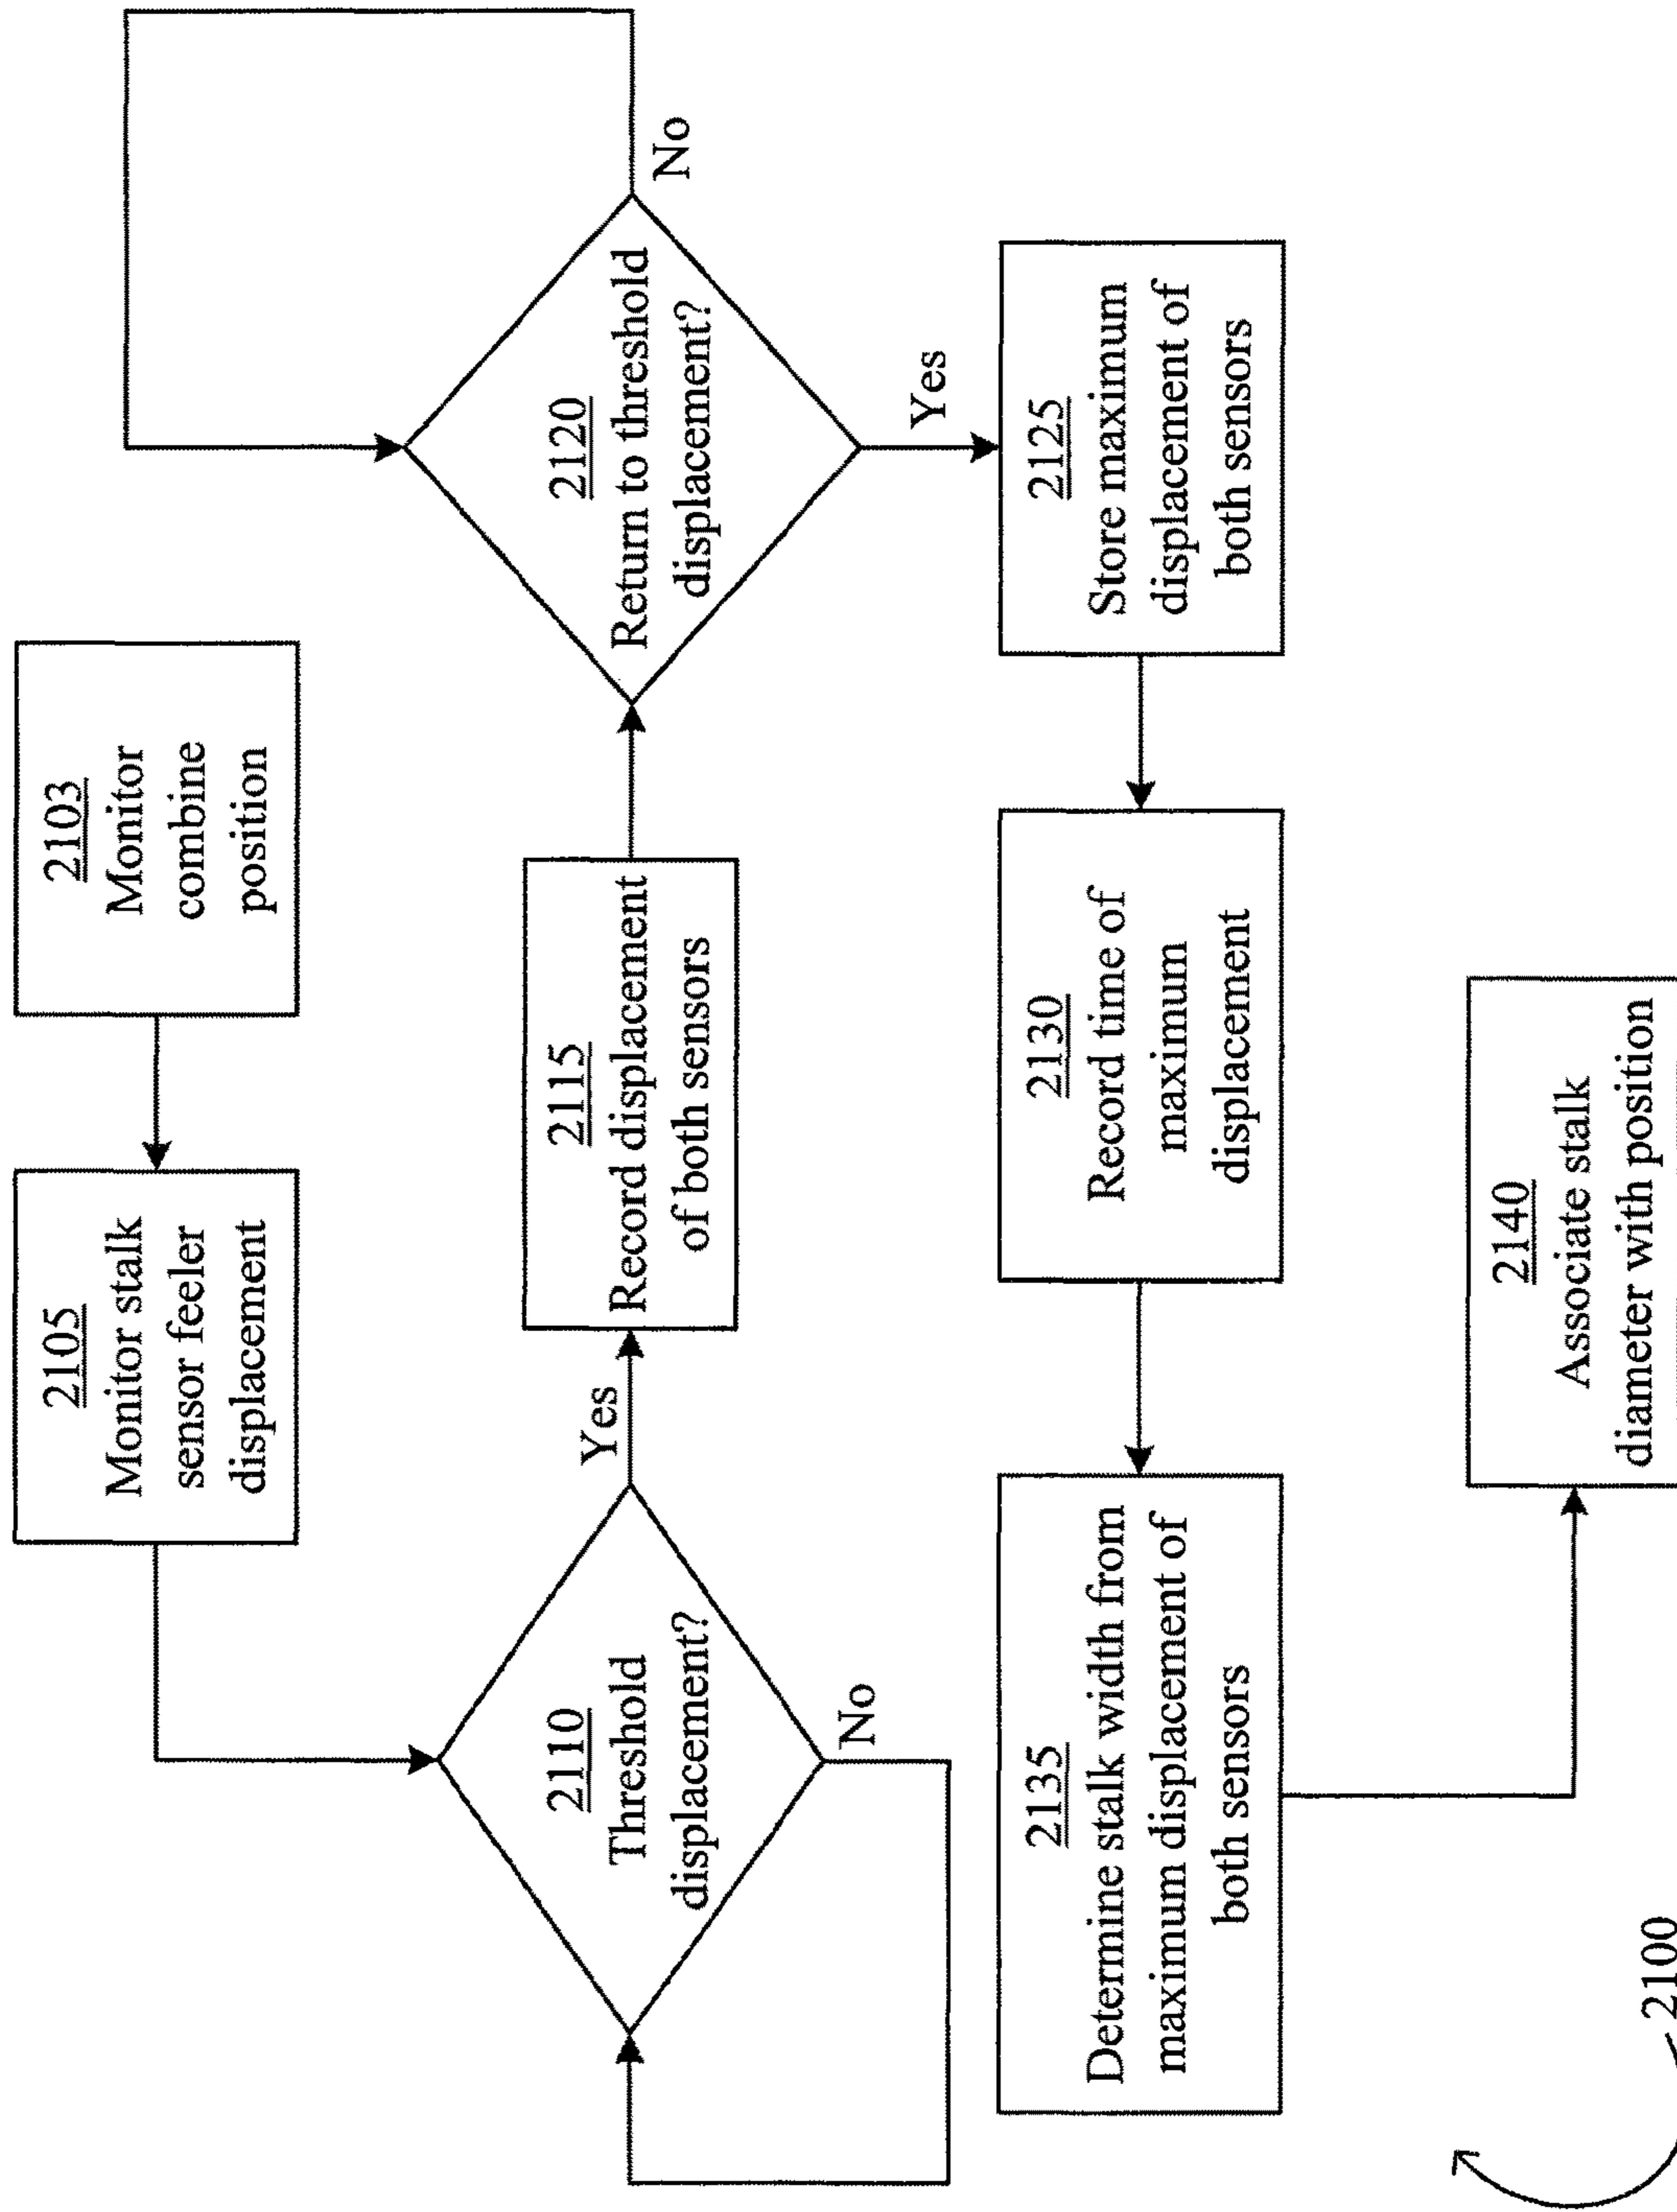 2103
Monitor
combine
position
2105
Monitor stalk
sensor feeler
displacement
2110
Threshold
displacement?
Yes
No
2115
Record displacement
of both sensors
2120
Return to threshold
displacement?
No
Yes
2125
Store maximum
displacement of
both sensors
2130
Record time of
maximum
displacement
2135
Determine stalk width from
maximum displacement of
both sensors
2140
Associate stalk
diameter with position
2100